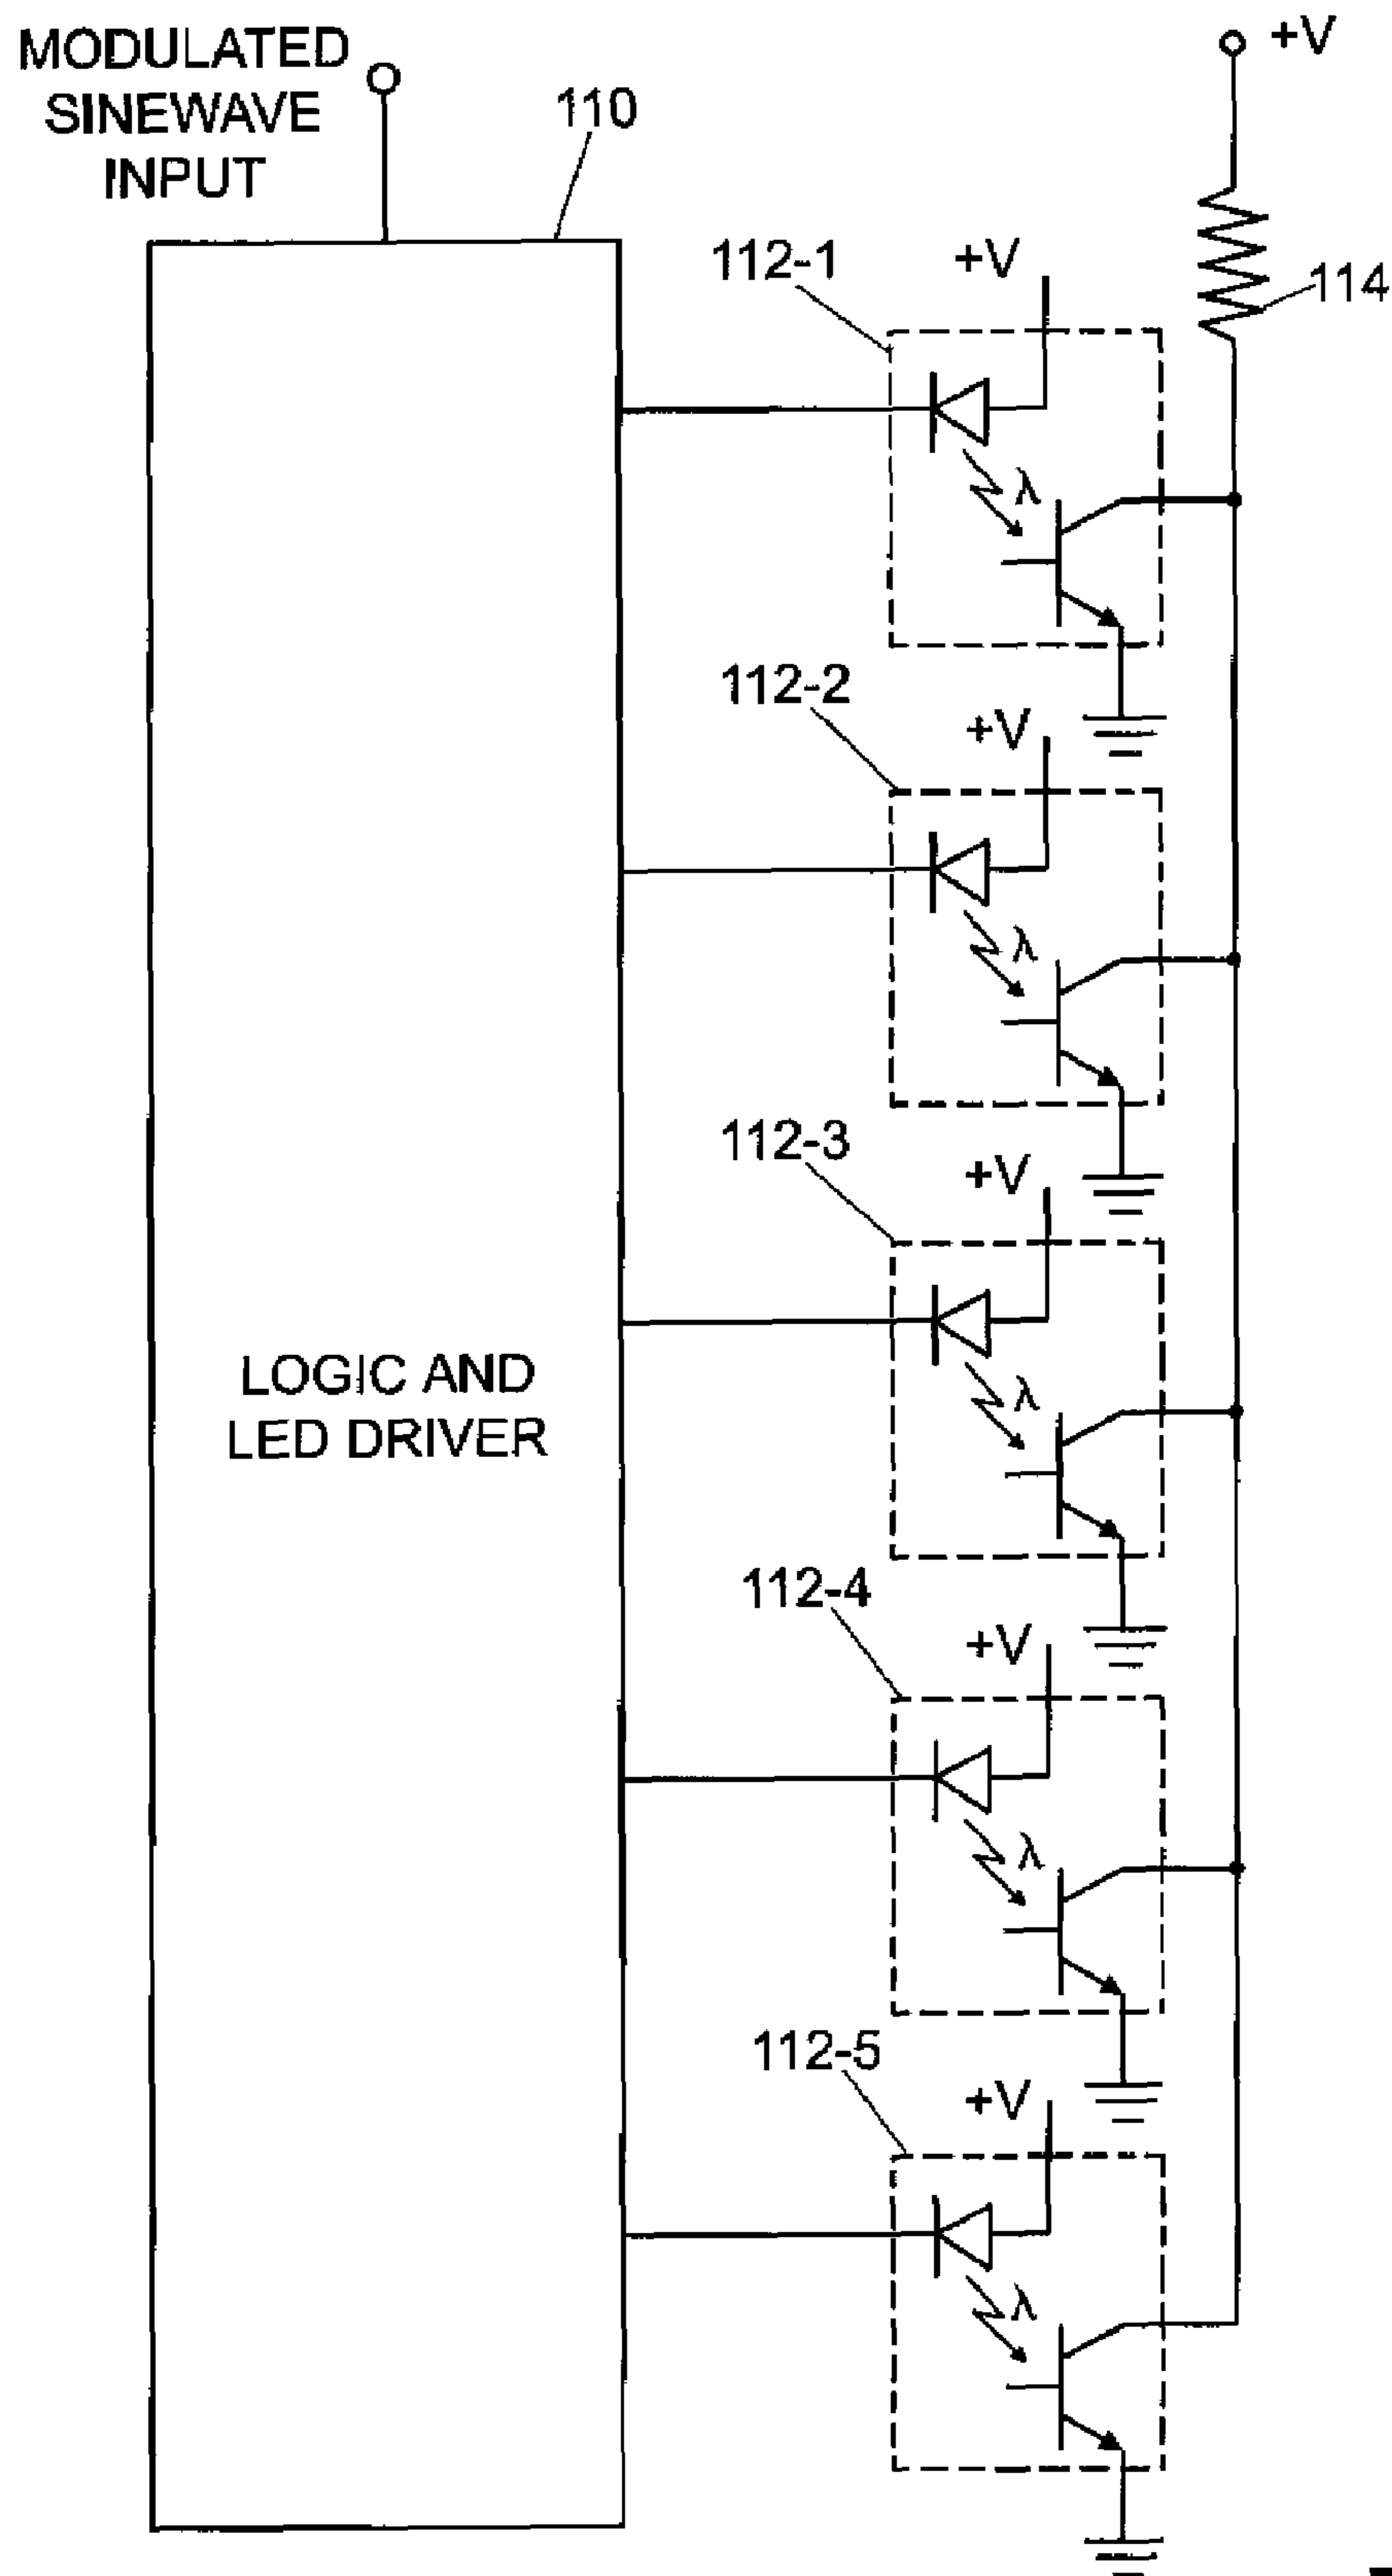 MODULATED
SINEWAVE
INPUT
110
+V
114
112-1
+V
λ
112-2
+V
λ
112-3
+V
λ
LOGIC AND
LED DRIVER
112-4
+V
λ
112-5
+V
λ